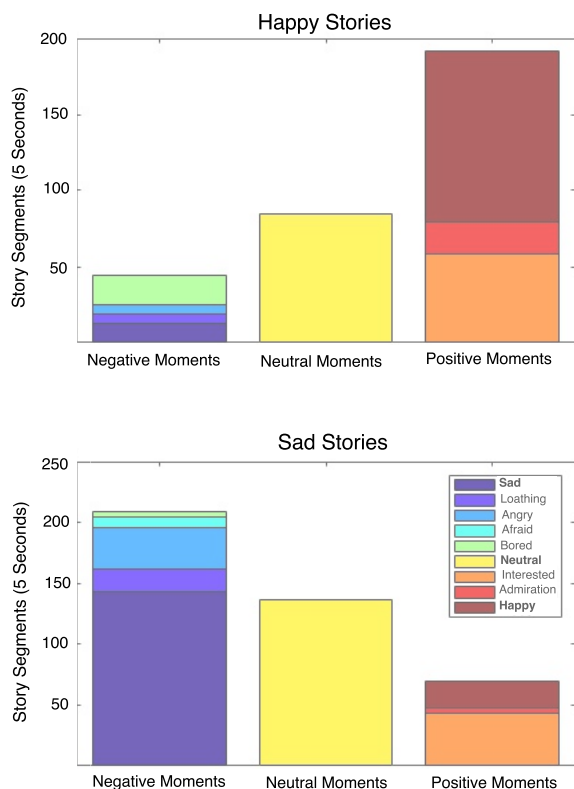 Happy Stories
200
150
100
50
Story Segments (5 Seconds)
Negative Moments
Neutral Moments
Positive Moments
Sad Stories
250
200
150
100
50
Story Segments (5 Seconds)
Sad
Loathing
Angry
Afraid
Bored
Neutral
Interested
Admiration
Happy
Negative Moments
Neutral Moments
Positive Moments